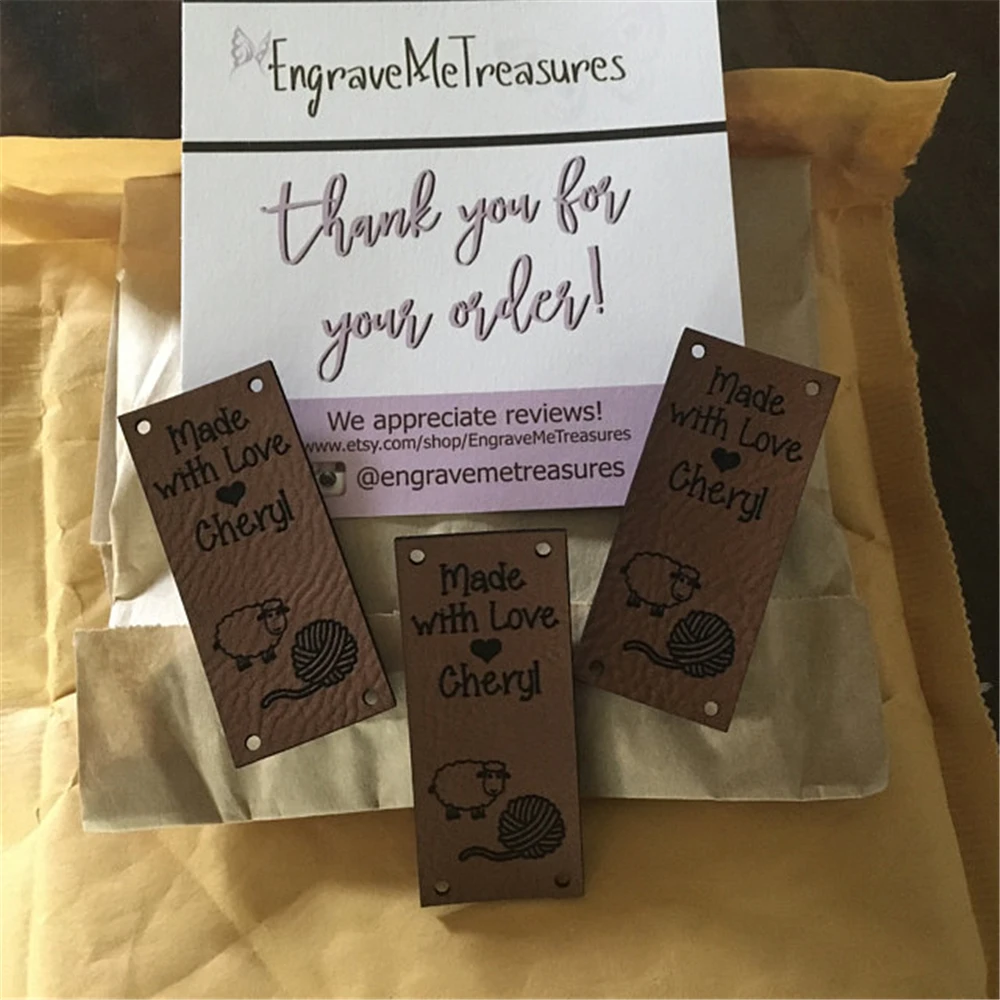 EngraveMeTreasures
thank you for
your order!
We appreciate reviews!
www.etsy.com/shop/EngraveMeTreasures
@engravemetreasures
Made
with Love
♥
Cheryl
Made
with Love
♥
Cheryl
Made
with Love
♥
Cheryl